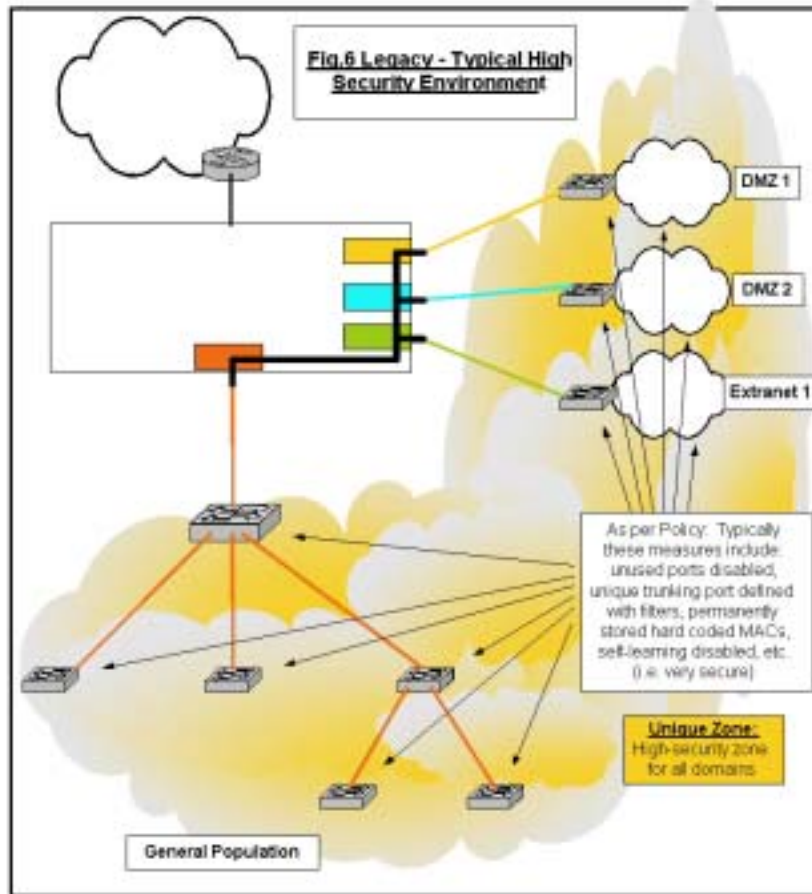 Fig.6 Legacy - Typical High
Security Environment
DMZ 1
DMZ 2
Extranet 1
As per Policy: Typically
these measures include:
unused ports disabled,
unique trunking port defined
with filters, permanently
stored hard coded MACs,
self-learning disabled, etc.
(i.e. very secure)
Unique Zone:
High-security zone
for all domains
General Population